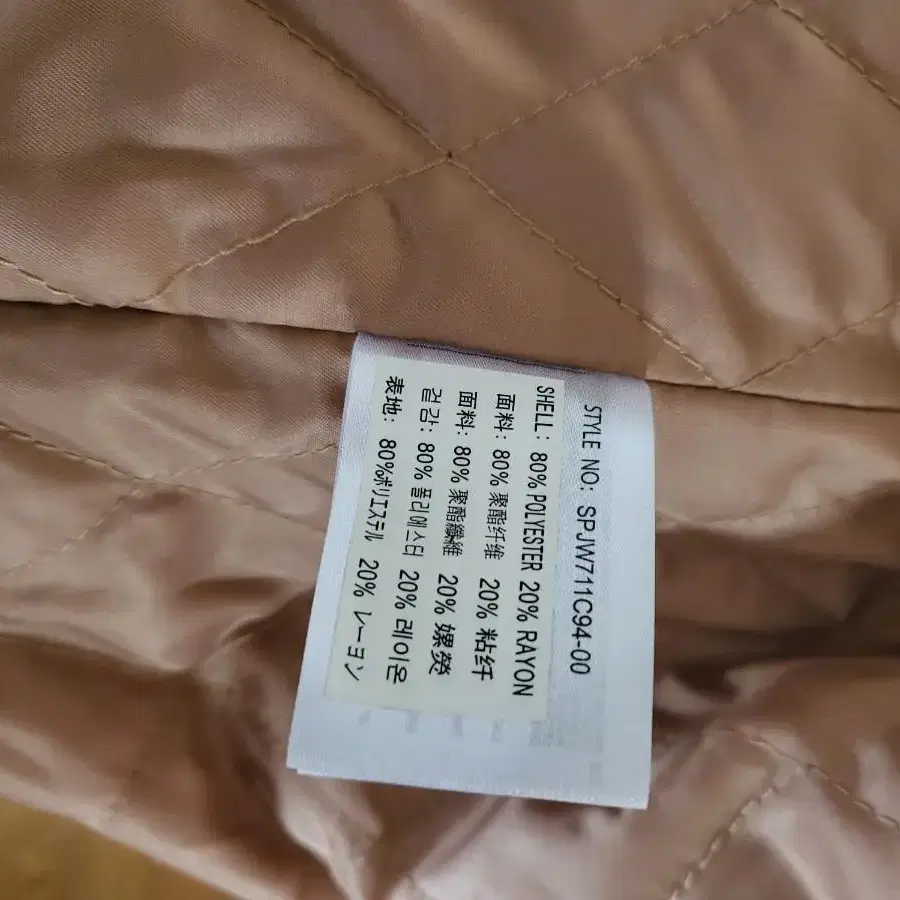 STYLE NO: SPJW711C94-00
SHELL: 80% POLYESTER 20% RAYON
面料: 80% 聚酯纤维 20% 粘纤
面料: 80% 聚酯纖維 20% 嫘熒
겉감: 80% 폴리에스터 20% 레이온
表地: 80%ポリエステル 20% レーヨン